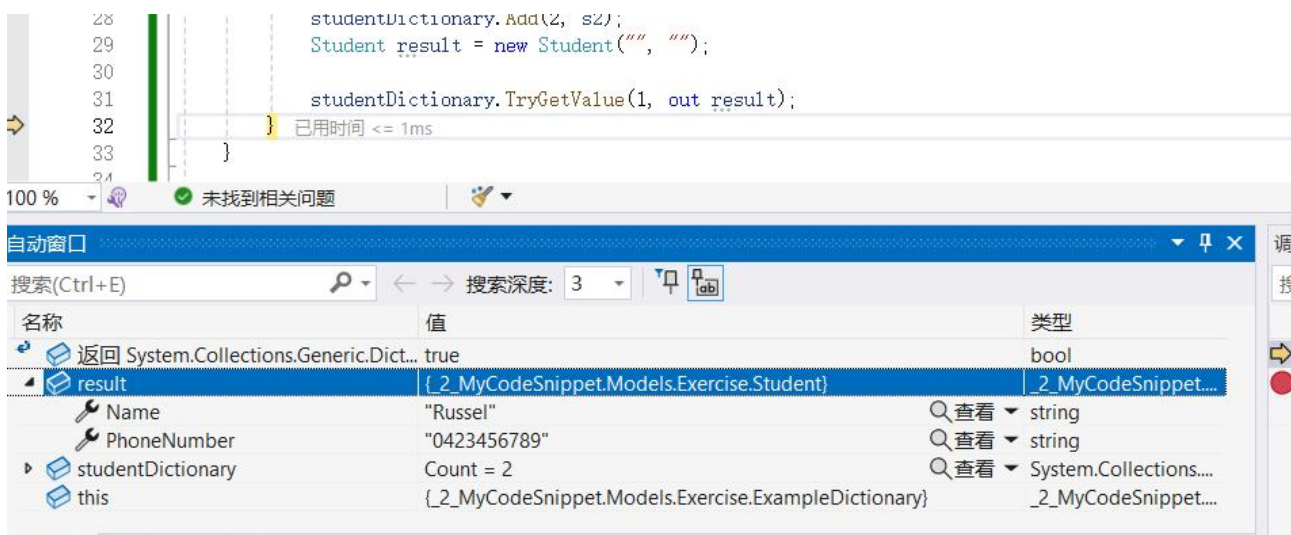 28 studentDictionary.Add(2, s2);
29 Student result = new Student("", "");
30
31 studentDictionary.TryGetValue(1, out result);
32 } 已用时间 <= 1ms
33 }
34
100 % 未找到相关问题
自动窗口 调
搜索(Ctrl+E) 搜索深度: 3
名称 值 类型
返回 System.Collections.Generic.Dict... true bool
result {_2_MyCodeSnippet.Models.Exercise.Student} _2_MyCodeSnippet....
Name "Russel" 查看 string
PhoneNumber "0423456789" 查看 string
studentDictionary Count = 2 查看 System.Collections....
this {_2_MyCodeSnippet.Models.Exercise.ExampleDictionary} _2_MyCodeSnippet....